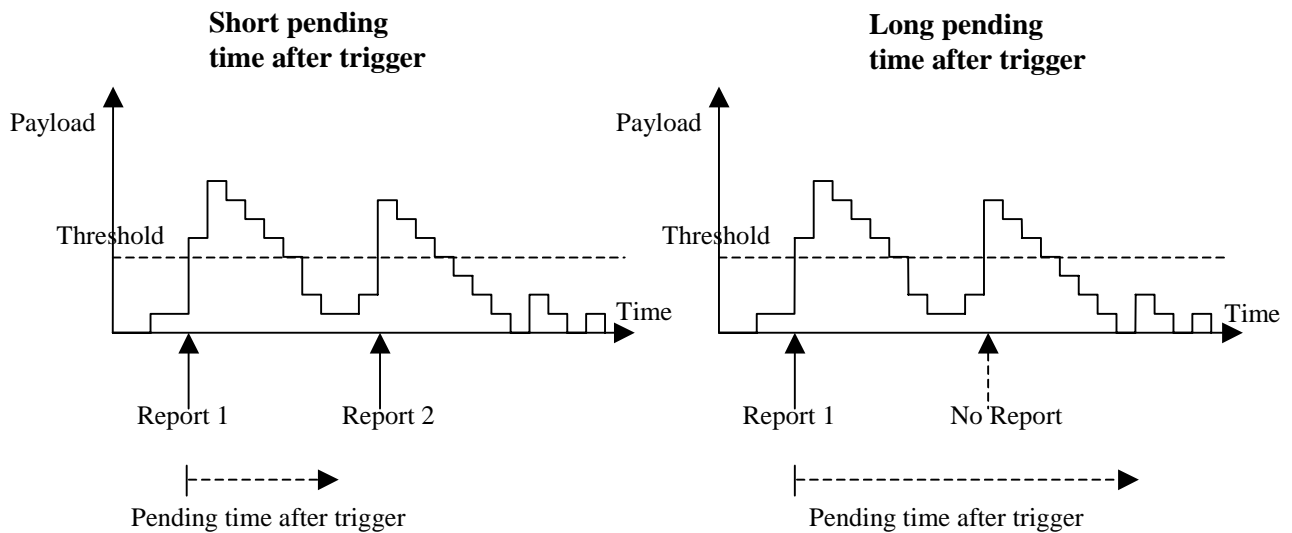 Short pending
time after trigger
Payload
Threshold
Time
Report 1
Report 2
Pending time after trigger
Long pending
time after trigger
Payload
Threshold
Time
Report 1
No Report
Pending time after trigger